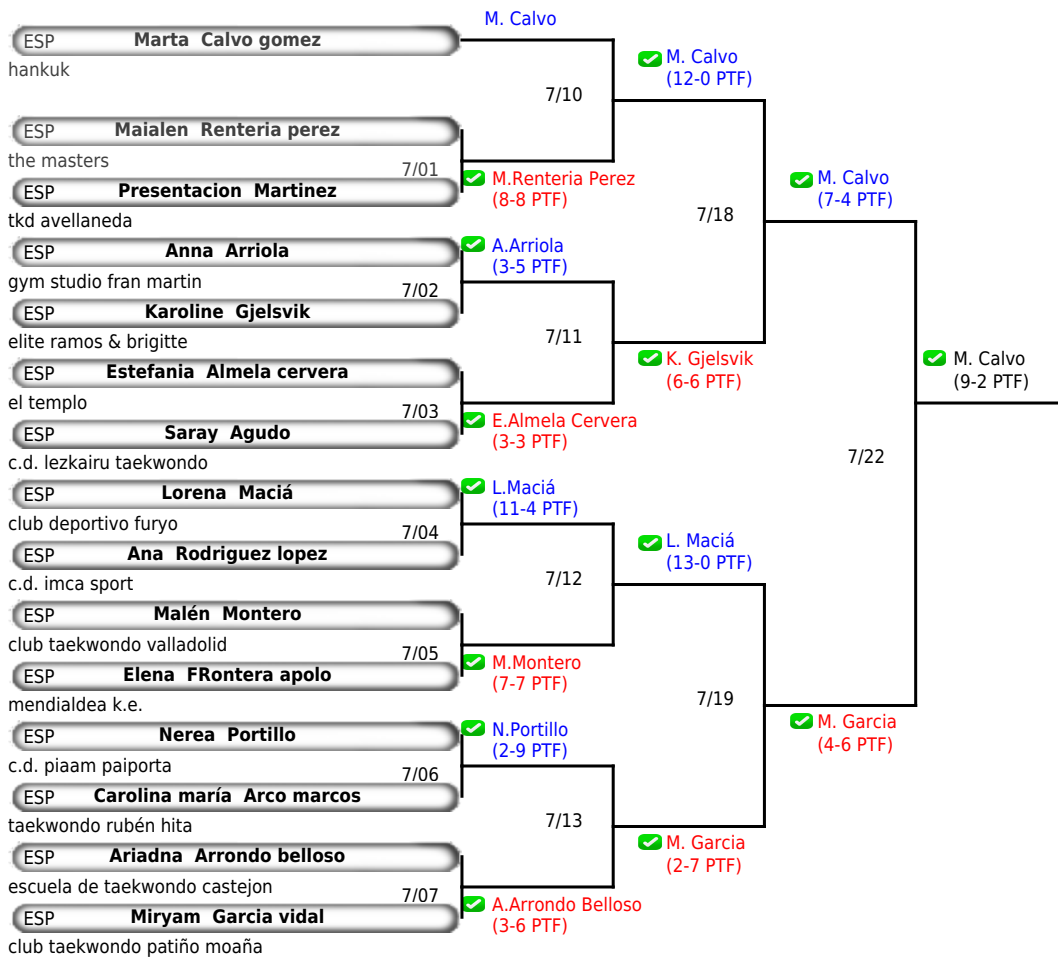 M. Calvo
ESP Marta Calvo gomez
hankuk
M. Calvo
(12-0 PTF)
7/10
ESP Maialen Renteria perez
the masters
7/01
M.Renteria Perez
(8-8 PTF)
ESP Presentacion Martinez
tkd avellaneda
M. Calvo
(7-4 PTF)
7/18
ESP Anna Arriola
gym studio fran martin
7/02
A.Arriola
(3-5 PTF)
ESP Karoline Gjelsvik
elite ramos & brigitte
7/11
K. Gjelsvik
(6-6 PTF)
M. Calvo
(9-2 PTF)
ESP Estefania Almela cervera
el templo
7/03
E.Almela Cervera
(3-3 PTF)
ESP Saray Agudo
c.d. lezkairu taekwondo
7/22
ESP Lorena Maciá
club deportivo furyo
7/04
L.Maciá
(11-4 PTF)
ESP Ana Rodriguez lopez
c.d. imca sport
7/12
L. Maciá
(13-0 PTF)
ESP Malén Montero
club taekwondo valladolid
7/05
M.Montero
(7-7 PTF)
ESP Elena FRontera apolo
mendialdea k.e.
7/19
M. Garcia
(4-6 PTF)
ESP Nerea Portillo
c.d. piaam paiporta
7/06
N.Portillo
(2-9 PTF)
ESP Carolina maría Arco marcos
taekwondo rubén hita
7/13
M. Garcia
(2-7 PTF)
ESP Ariadna Arrondo belloso
escuela de taekwondo castejon
7/07
A.Arrondo Belloso
(3-6 PTF)
ESP Miryam Garcia vidal
club taekwondo patiño moaña